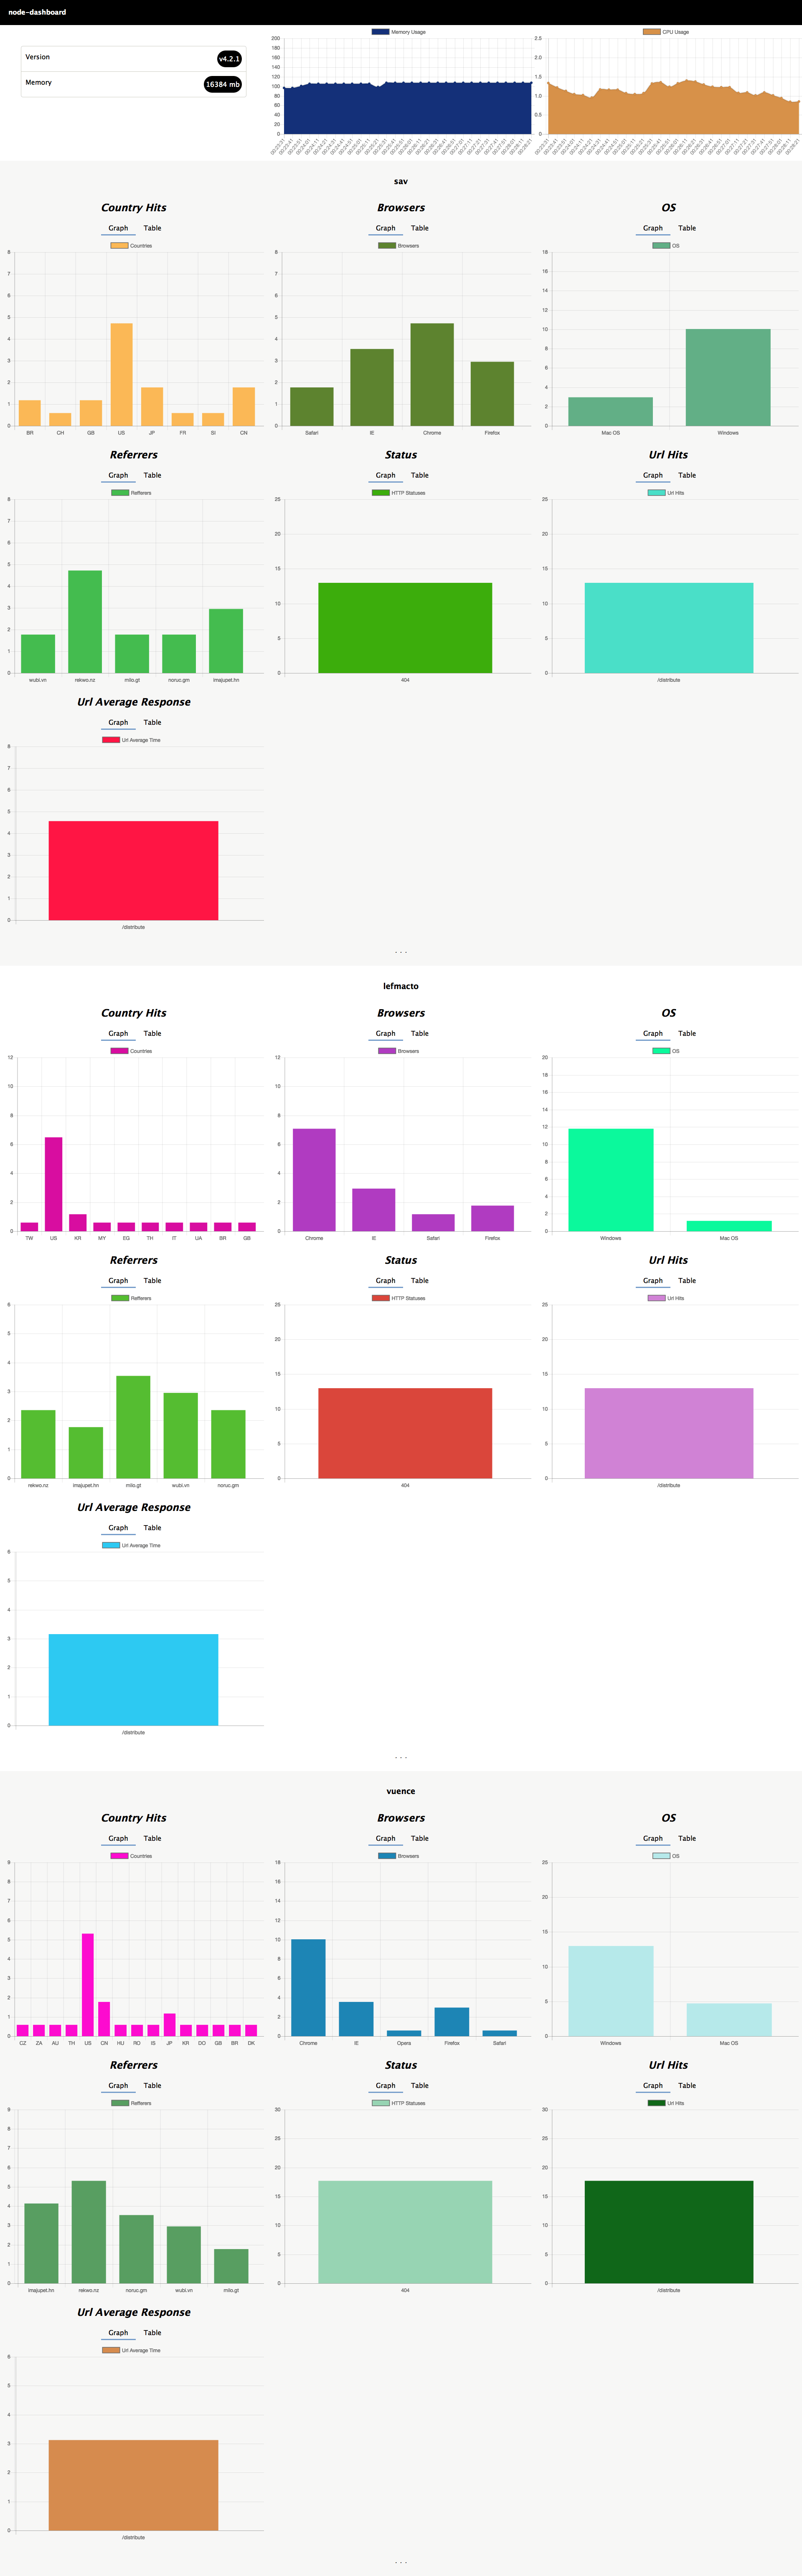 node-dashboard
Version v4.2.1
Memory 16384 mb
Memory Usage
200
180
160
140
120
100
80
60
40
20
0
CPU Usage
2.5
2.0
1.5
1.0
0.5
0
sav
Country Hits
Graph Table
Countries
8
7
6
5
4
3
2
1
0
BR CH GB US JP FR SI CN
Browsers
Graph Table
Browsers
8
7
6
5
4
3
2
1
0
Safari IE Chrome Firefox
OS
Graph Table
OS
18
16
14
12
10
8
6
4
2
0
Mac OS Windows
Referrers
Graph Table
Refferers
8
7
6
5
4
3
2
1
0
wubi.vn rekwo.nz milo.gt noruc.gm imajupet.hn
Status
Graph Table
HTTP Statuses
25
20
15
10
5
0
404
Url Hits
Graph Table
Url Hits
25
20
15
10
5
0
/distribute
Url Average Response
Graph Table
Url Average Time
8
7
6
5
4
3
2
1
0
/distribute
. . .
lefmacto
Country Hits
Graph Table
Countries
12
10
8
6
4
2
0
TW US KR MY EG TH IT UA BR GB
Browsers
Graph Table
Browsers
12
10
8
6
4
2
0
Chrome IE Safari Firefox
OS
Graph Table
OS
20
18
16
14
12
10
8
6
4
2
0
Windows Mac OS
Referrers
Graph Table
Refferers
6
5
4
3
2
1
0
rekwo.nz imajupet.hn milo.gt wubi.vn noruc.gm
Status
Graph Table
HTTP Statuses
25
20
15
10
5
0
404
Url Hits
Graph Table
Url Hits
25
20
15
10
5
0
/distribute
Url Average Response
Graph Table
Url Average Time
6
5
4
3
2
1
0
/distribute
. . .
vuence
Country Hits
Graph Table
Countries
9
8
7
6
5
4
3
2
1
0
CZ ZA AU TH US CN HU RO IS JP KR DO GB BR DK
Browsers
Graph Table
Browsers
18
16
14
12
10
8
6
4
2
0
Chrome IE Opera Firefox Safari
OS
Graph Table
OS
25
20
15
10
5
0
Windows Mac OS
Referrers
Graph Table
Refferers
9
8
7
6
5
4
3
2
1
0
imajupet.hn rekwo.nz noruc.gm wubi.vn milo.gt
Status
Graph Table
HTTP Statuses
30
25
20
15
10
5
0
404
Url Hits
Graph Table
Url Hits
30
25
20
15
10
5
0
/distribute
Url Average Response
Graph Table
Url Average Time
6
5
4
3
2
1
0
/distribute
. . .